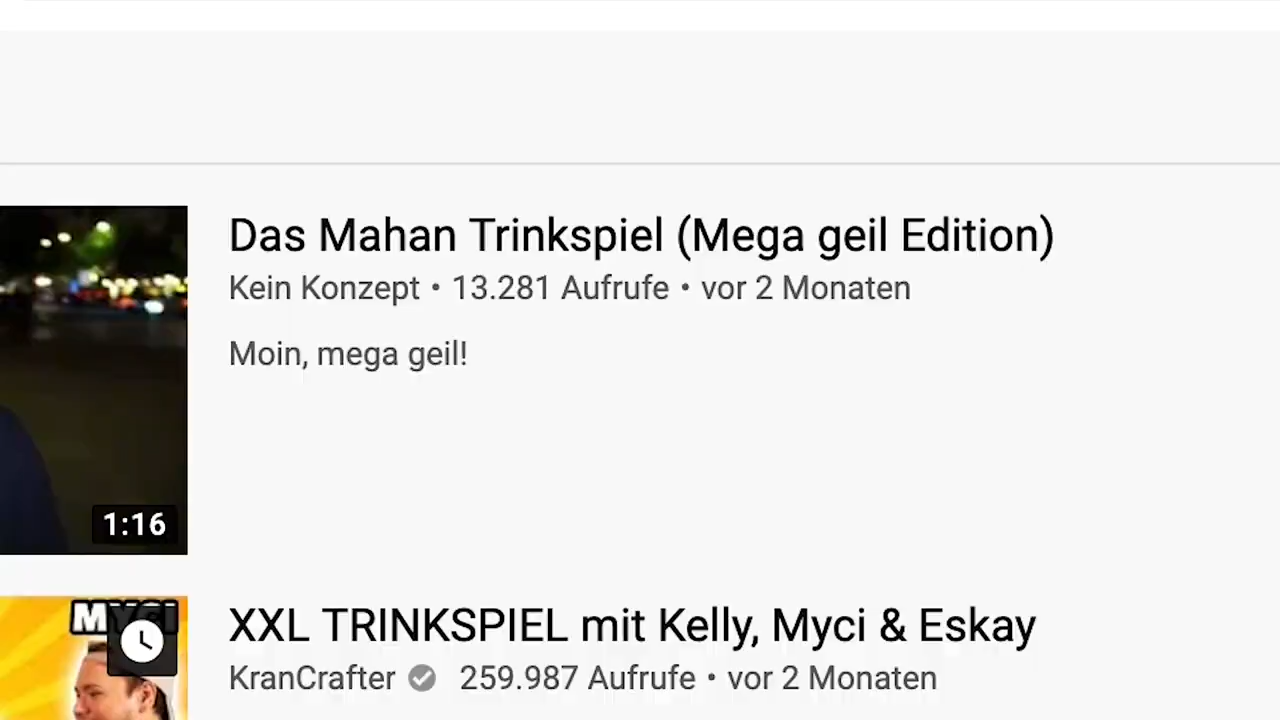 Das Mahan Trinkspiel (Mega geil Edition)
Kein Konzept • 13.281 Aufrufe • vor 2 Monaten
Moin, mega geil!
1:16
MYCI
XXL TRINKSPIEL mit Kelly, Myci & Eskay
KranCrafter 259.987 Aufrufe • vor 2 Monaten